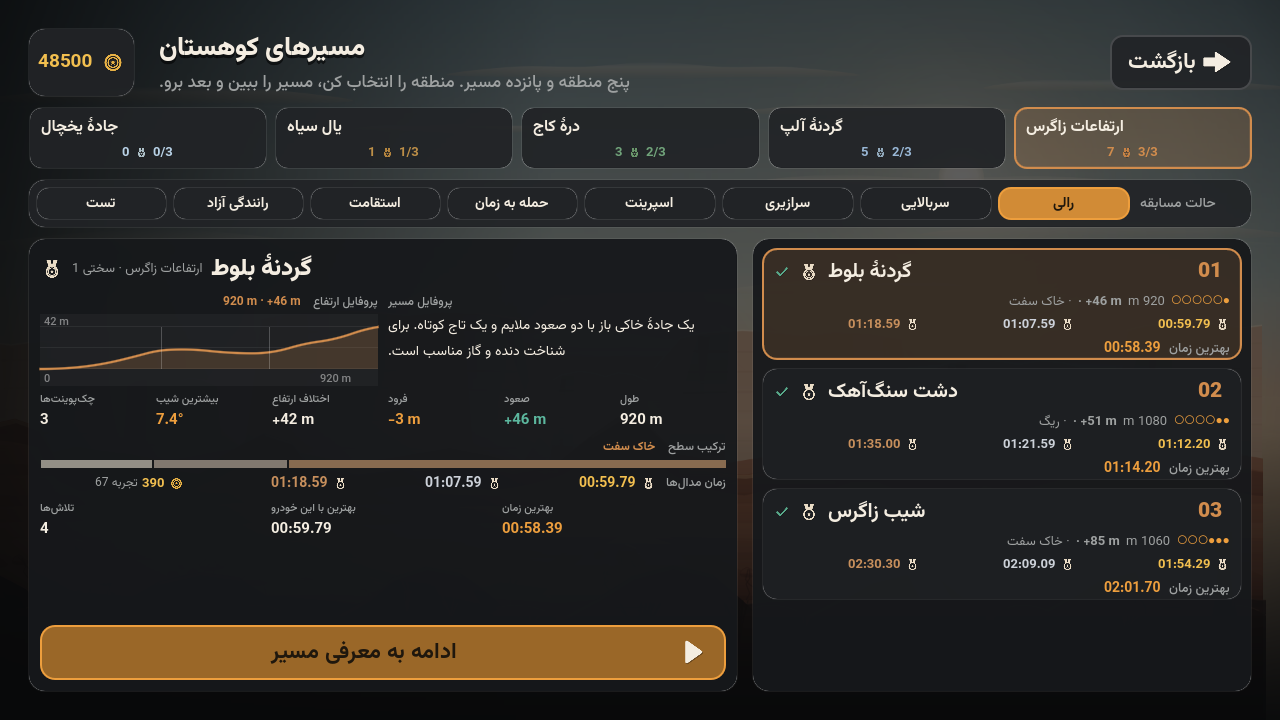 بازگشت
مسیرهای کوهستان
پنج منطقه و پانزده مسیر. منطقه را انتخاب کن، مسیر را ببین و بعد برو.
48500
ارتفاعات زاگرس
7 3/3
گردنهٔ آلپ
5 2/3
درهٔ کاج
3 2/3
یال سیاه
1 1/3
جادهٔ یخچال
0 0/3
حالت مسابقه
رالی
سربالایی
سرازیری
اسپرینت
حمله به زمان
استقامت
رانندگی آزاد
تست
01
گردنهٔ بلوط
920 m · +46 m · خاک سفت
00:59.79
01:07.59
01:18.59
بهترین زمان 00:58.39
02
دشت سنگ‌آهک
1080 m · +51 m · ریگ
01:12.20
01:21.59
01:35.00
بهترین زمان 01:14.20
03
شیب زاگرس
1060 m · +85 m · خاک سفت
01:54.29
02:09.09
02:30.30
بهترین زمان 02:01.70
گردنهٔ بلوط
ارتفاعات زاگرس · سختی 1
پروفایل مسیر
یک جادهٔ خاکی باز با دو صعود ملایم و یک تاج کوتاه. برای
شناخت دنده و گاز مناسب است.
پروفایل ارتفاع
920 m · +46 m
42 m
0
920 m
طول
920 m
صعود
+46 m
فرود
-3 m
اختلاف ارتفاع
+42 m
بیشترین شیب
7.4°
چک‌پوینت‌ها
3
ترکیب سطح خاک سفت
زمان مدال‌ها
00:59.79
01:07.59
01:18.59
390 تجربه 67
بهترین زمان
00:58.39
بهترین با این خودرو
00:59.79
تلاش‌ها
4
ادامه به معرفی مسیر